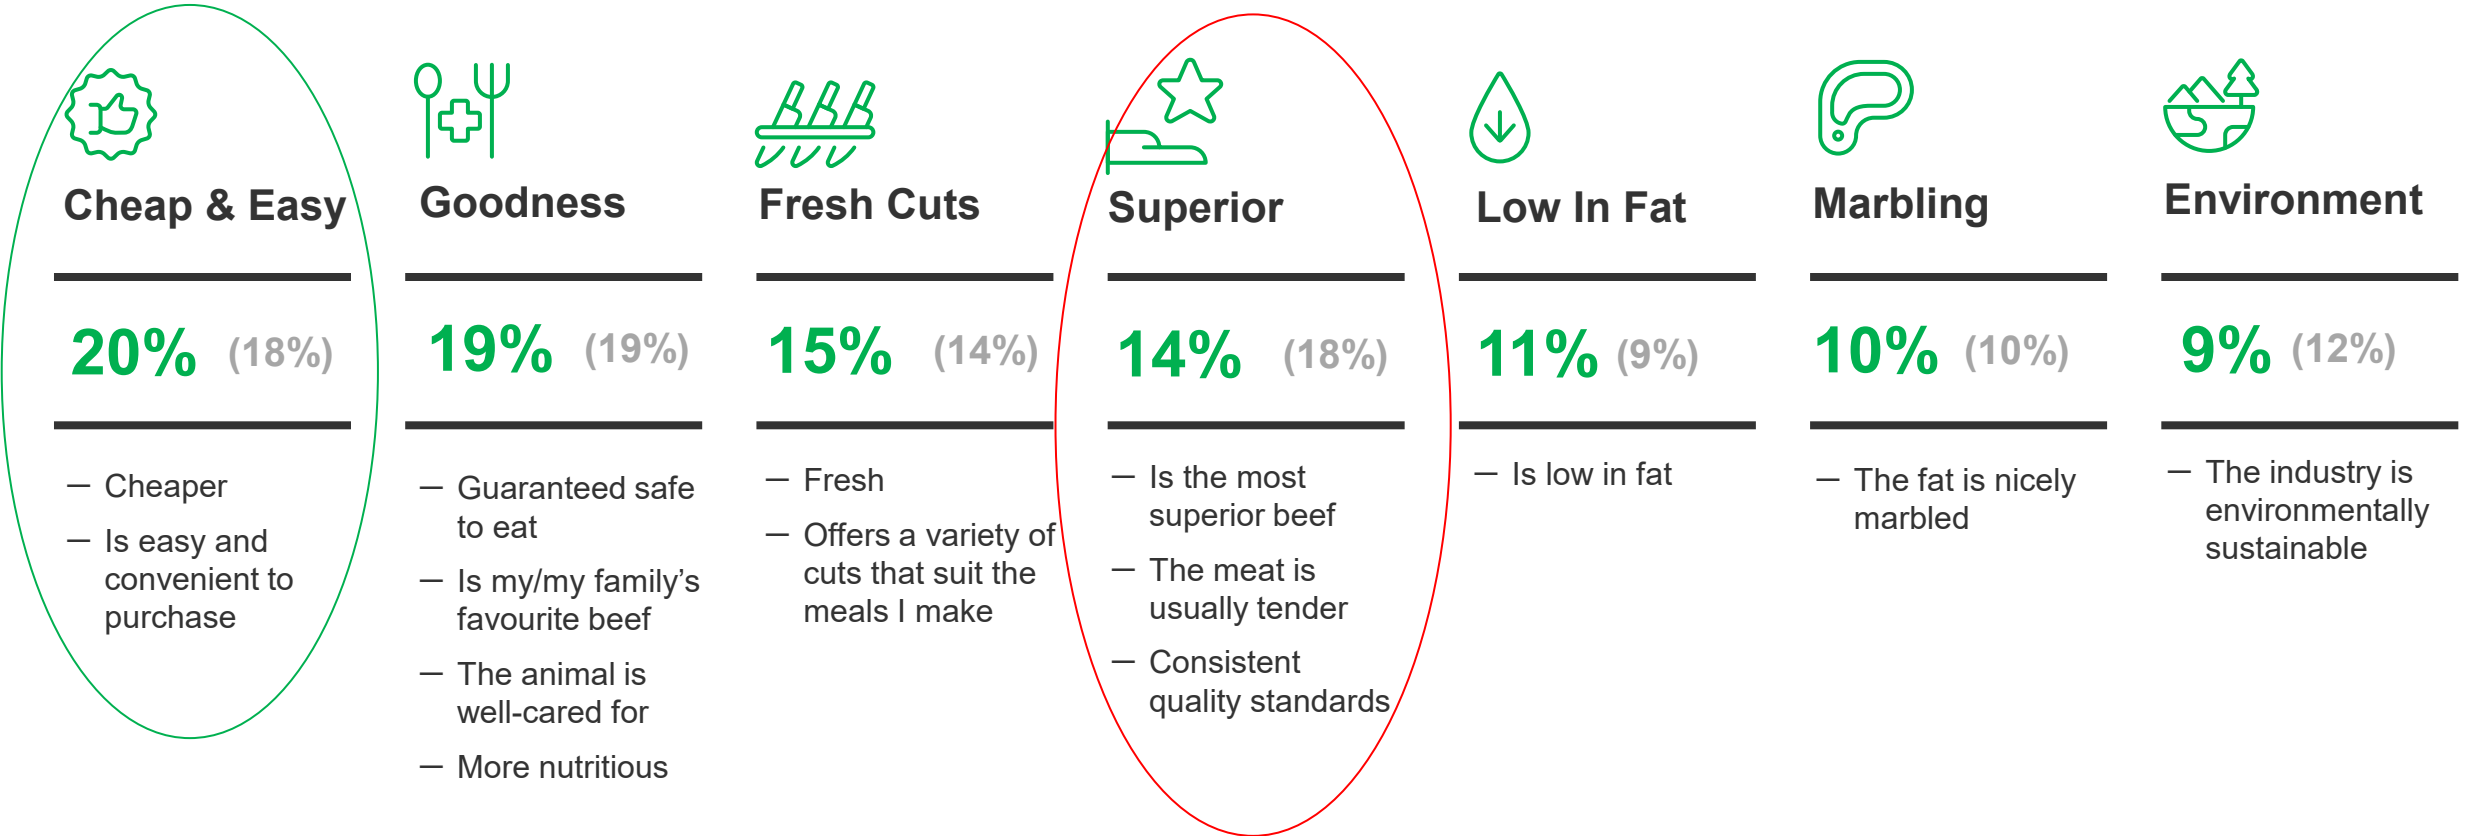 Cheap & Easy
20% (18%)
– Cheaper
– Is easy and
convenient to
purchase
Goodness
19% (19%)
– Guaranteed safe
to eat
– Is my/my family’s
favourite beef
– The animal is
well-cared for
– More nutritious
Fresh Cuts
15% (14%)
– Fresh
– Offers a variety of
cuts that suit the
meals I make
Superior
14% (18%)
– Is the most
superior beef
– The meat is
usually tender
– Consistent
quality standards
Low In Fat
11% (9%)
– Is low in fat
Marbling
10% (10%)
– The fat is nicely
marbled
Environment
9% (12%)
– The industry is
environmentally
sustainable